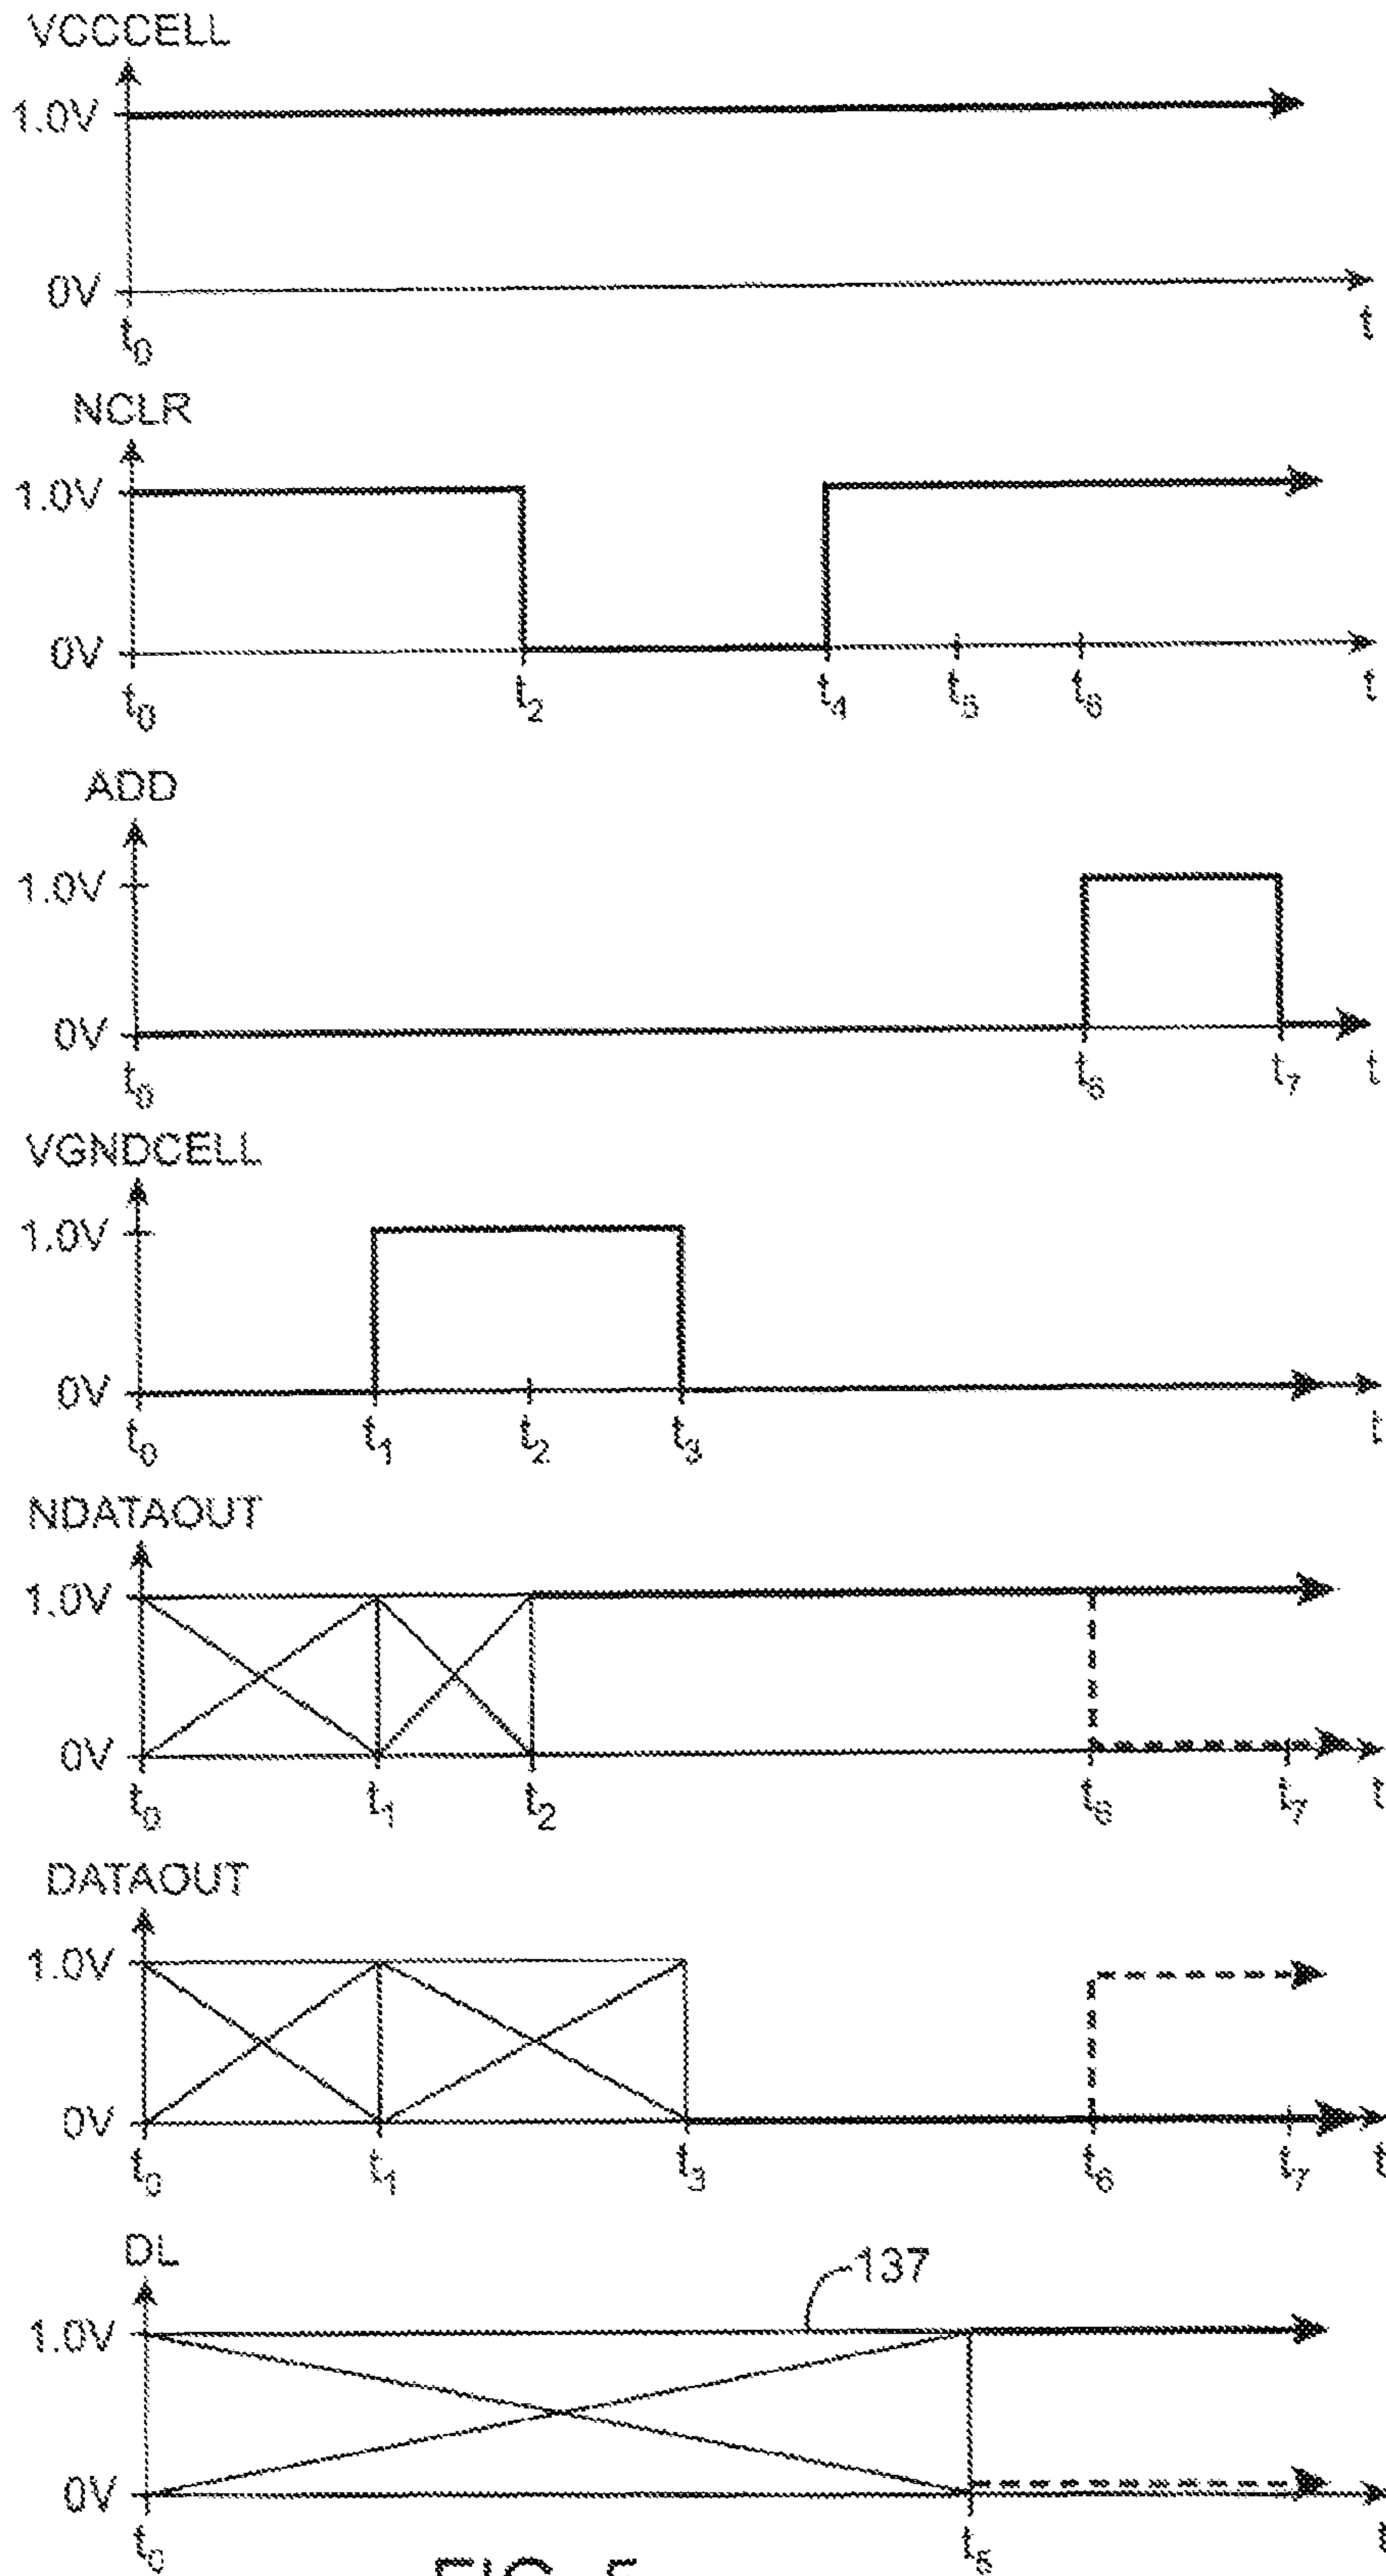 VCCCELL
1.0V
0V
t0 t
NCLR
1.0V
0V
t0 t2 t4 t5 t6 t
ADD
1.0V
0V
t0 t6 t7 t
VGNDCELL
1.0V
0V
t0 t1 t2 t3 t
NDATAOUT
1.0V
0V
t0 t1 t2 t6 t7 t
DATAOUT
1.0V
0V
t0 t1 t3 t6 t7 t
DL
137
1.0V
0V
t0 t5 t
FIG. 5